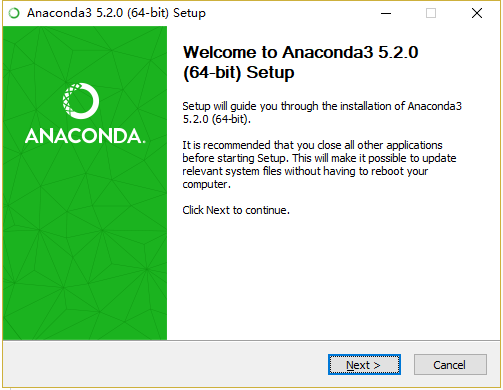 Anaconda3 5.2.0 (64-bit) Setup
ANACONDA.
Welcome to Anaconda3 5.2.0
(64-bit) Setup
Setup will guide you through the installation of Anaconda3
5.2.0 (64-bit).
It is recommended that you close all other applications
before starting Setup. This will make it possible to update
relevant system files without having to reboot your
computer.
Click Next to continue.
Next >
Cancel